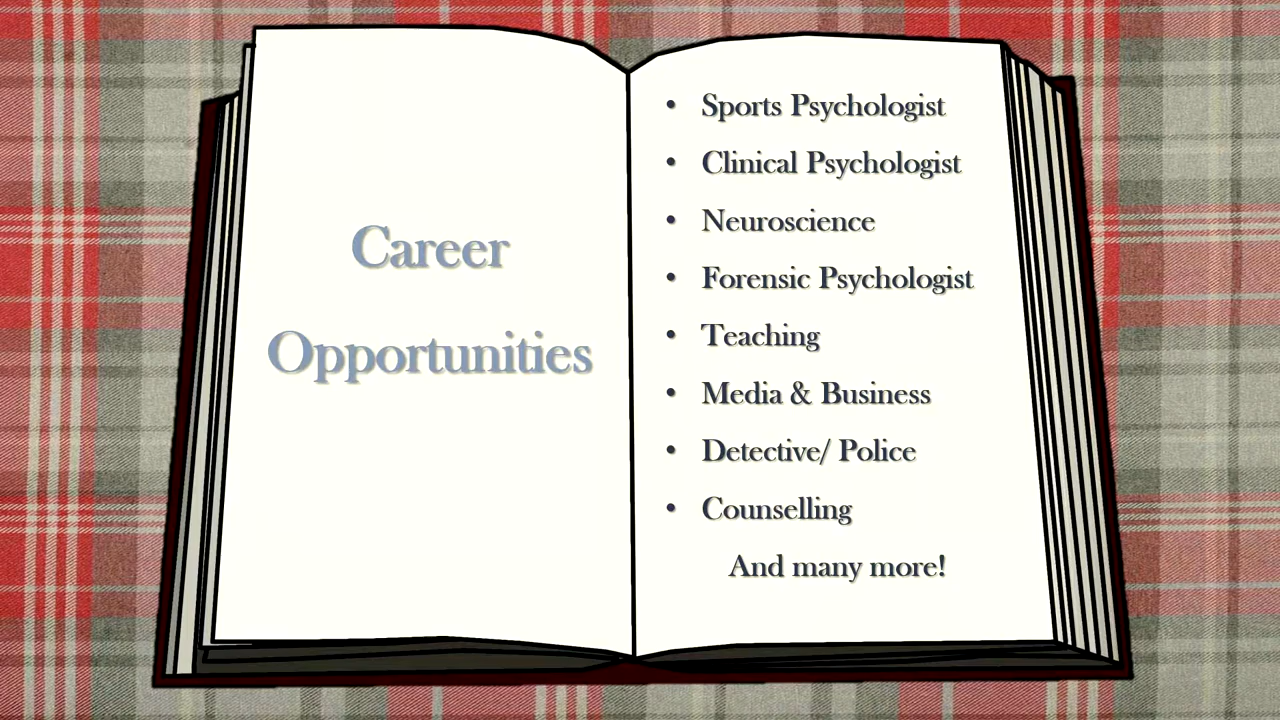 Career
Opportunities
• Sports Psychologist
• Clinical Psychologist
• Neuroscience
• Forensic Psychologist
• Teaching
• Media & Business
• Detective/ Police
• Counselling
And many more!